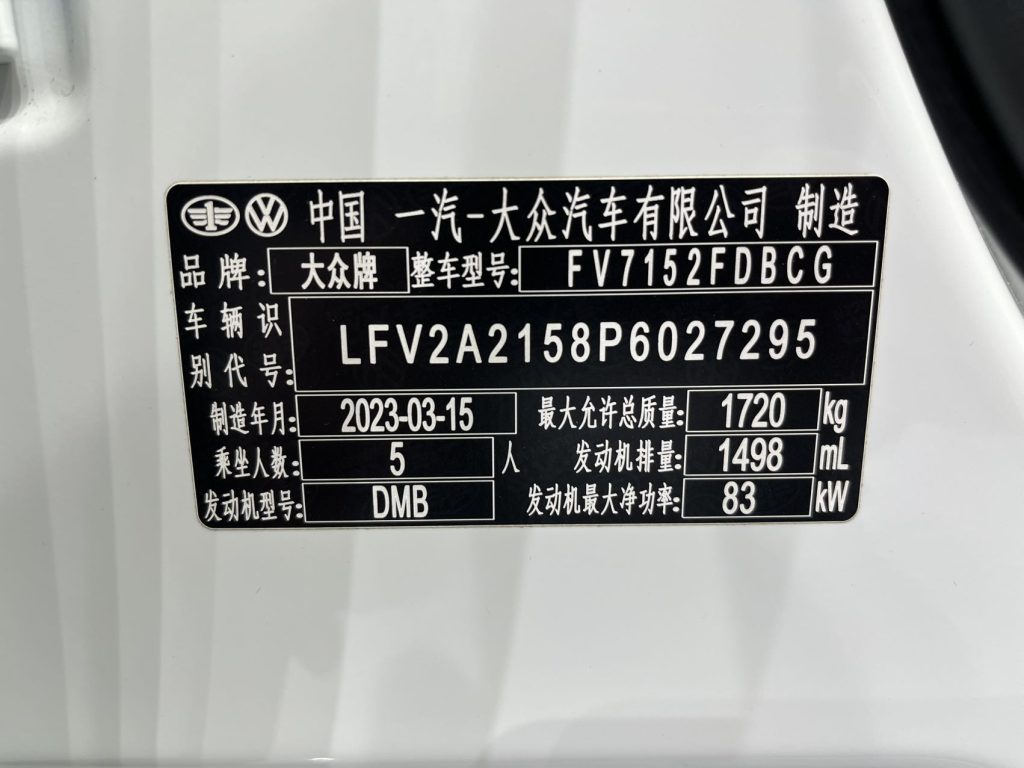 中国 一汽-大众汽车有限公司 制造
品牌: 大众牌 整车型号: FV7152FDBCG
车辆识别代号: LFV2A2158P6027295
制造年月: 2023-03-15 最大允许总质量: 1720 kg
乘坐人数: 5 人 发动机排量: 1498 mL
发动机型号: DMB 发动机最大净功率: 83 kW